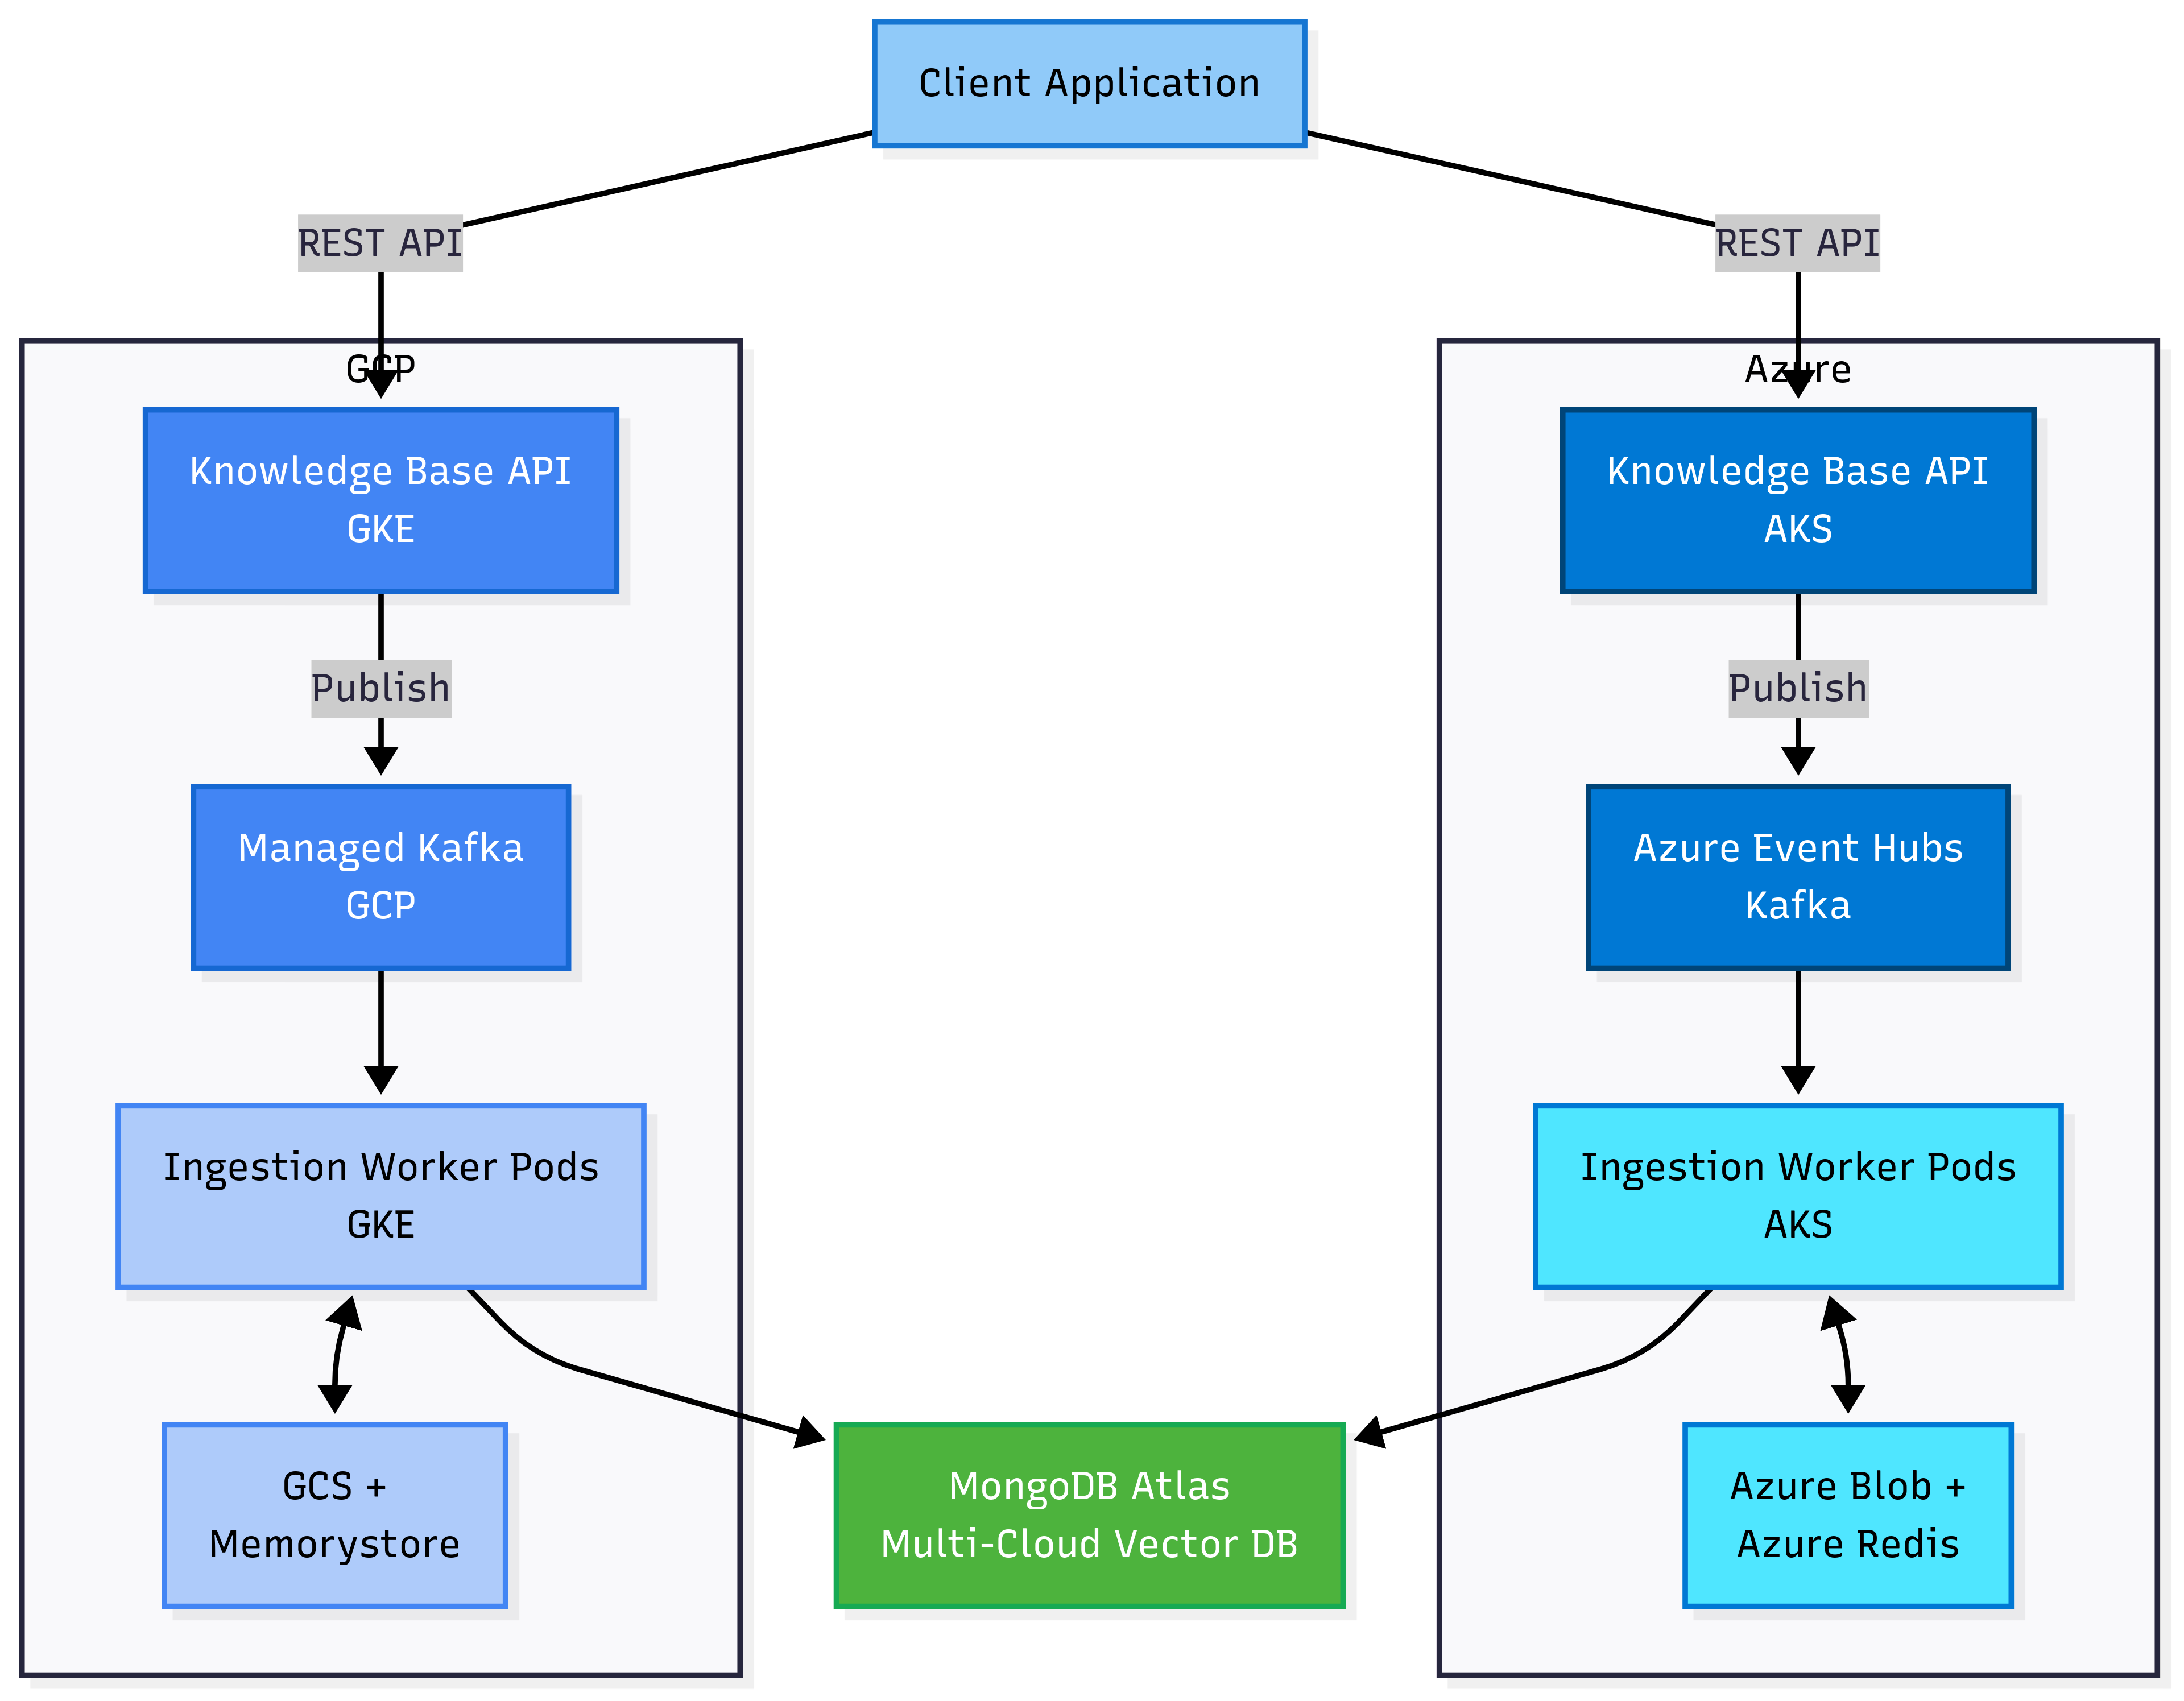 Client Application
REST API
REST API
GCP
Azure
Knowledge Base API
GKE
Knowledge Base API
AKS
Publish
Publish
Managed Kafka
GCP
Azure Event Hubs
Kafka
Ingestion Worker Pods
GKE
Ingestion Worker Pods
AKS
GCS +
Memorystore
MongoDB Atlas
Multi-Cloud Vector DB
Azure Blob +
Azure Redis